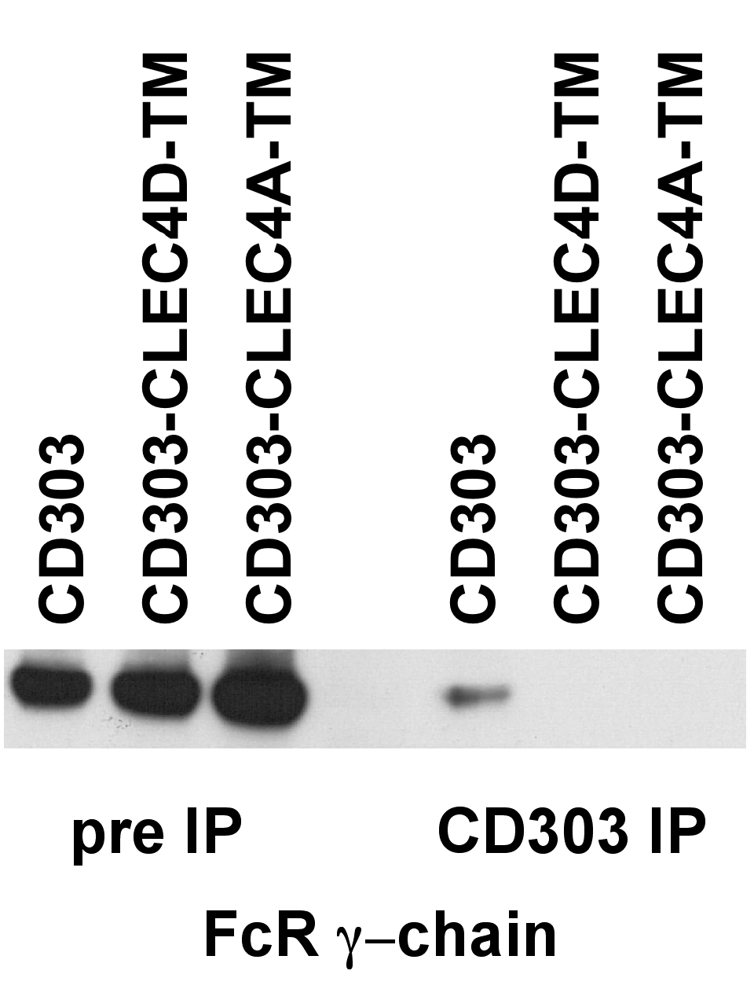 CD303
CD303-CLEC4D-TM
CD303-CLEC4A-TM
CD303
CD303-CLEC4D-TM
CD303-CLEC4A-TM
pre IP
CD303 IP
FcR γ–chain